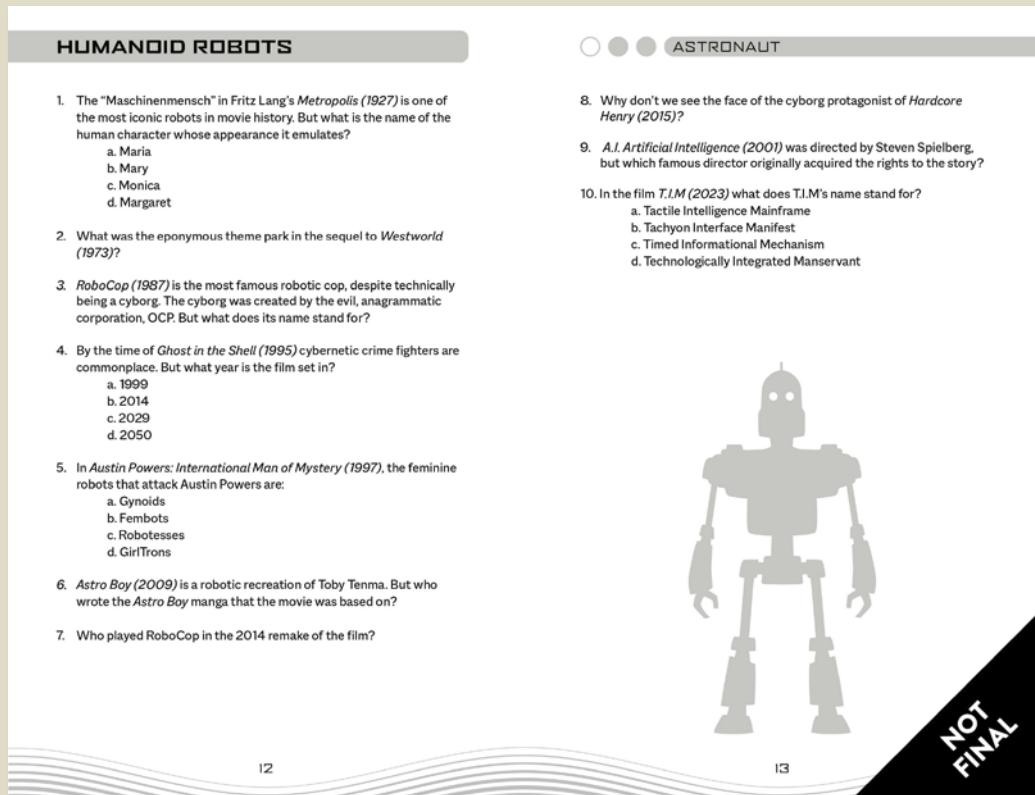 HUMANOID ROBOTS
1. The “Maschinenmensch” in Fritz Lang’s Metropolis (1927) is one of
the most iconic robots in movie history. But what is the name of the
human character whose appearance it emulates?
a. Maria
b. Mary
c. Monica
d. Margaret
2. What was the eponymous theme park in the sequel to Westworld
(1973)?
3. RoboCop (1987) is the most famous robotic cop, despite technically
being a cyborg. The cyborg was created by the evil, anagrammatic
corporation, OCP. But what does its name stand for?
4. By the time of Ghost in the Shell (1995) cybernetic crime fighters are
commonplace. But what year is the film set in?
a. 1999
b. 2014
c. 2029
d. 2050
5. In Austin Powers: International Man of Mystery (1997), the feminine
robots that attack Austin Powers are:
a. Gynoids
b. Fembots
c. Robotesses
d. GirlTrons
6. Astro Boy (2009) is a robotic recreation of Toby Tenma. But who
wrote the Astro Boy manga that the movie was based on?
7. Who played RoboCop in the 2014 remake of the film?
12
ASTRONAUT
8. Why don’t we see the face of the cyborg protagonist of Hardcore
Henry (2015)?
9. A.I. Artificial Intelligence (2001) was directed by Steven Spielberg,
but which famous director originally acquired the rights to the story?
10. In the film T.I.M (2023) what does T.I.M’s name stand for?
a. Tactile Intelligence Mainframe
b. Tachyon Interface Manifest
c. Timed Informational Mechanism
d. Technologically Integrated Manservant
13
NOT
FINAL